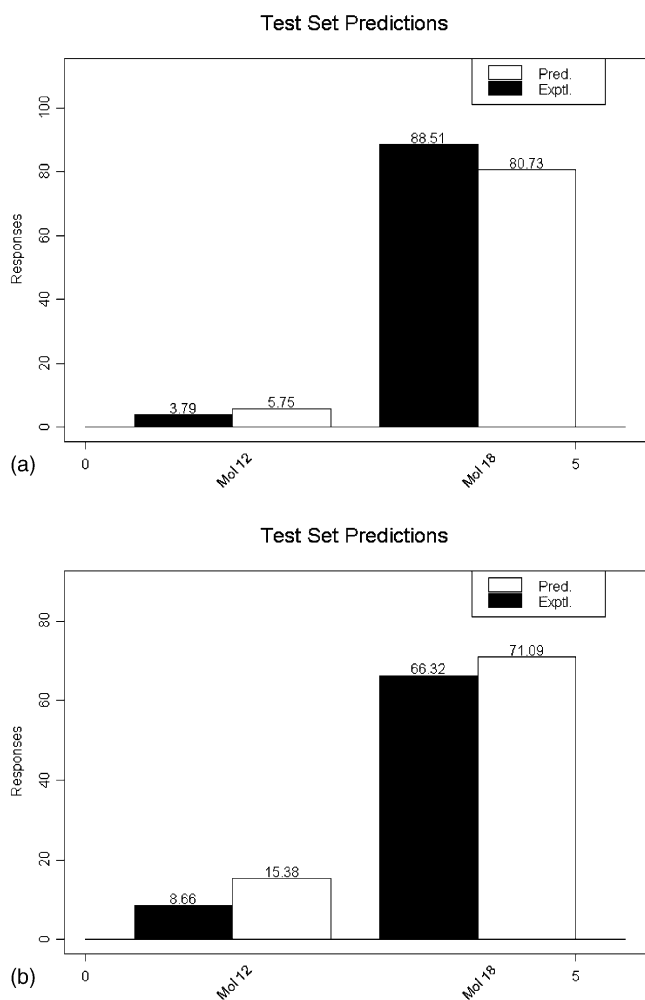 Test Set Predictions
Pred.
Exptl.
100
80
60
40
20
0
Responses
3.79
5.75
88.51
80.73
(a)
0
Mol 12
Mol 18
5
Test Set Predictions
Pred.
Exptl.
80
60
40
20
0
Responses
8.66
15.38
66.32
71.09
(b)
0
Mol 12
Mol 18
5